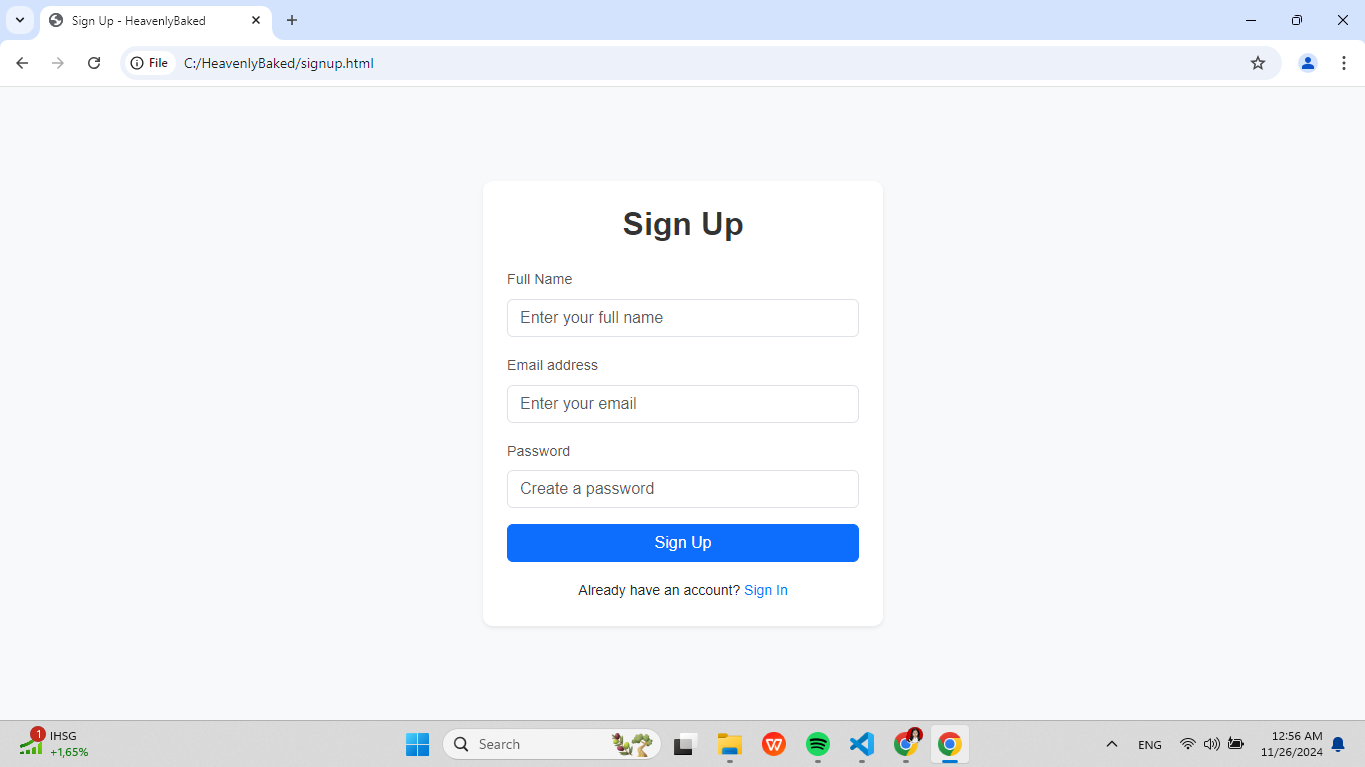 Sign Up - HeavenlyBaked
File C:/HeavenlyBaked/signup.html
Sign Up
Full Name
Enter your full name
Email address
Enter your email
Password
Create a password
Sign Up
Already have an account? Sign In
1
IHSG
+1,65%
Search
W
ENG
12:56 AM
11/26/2024